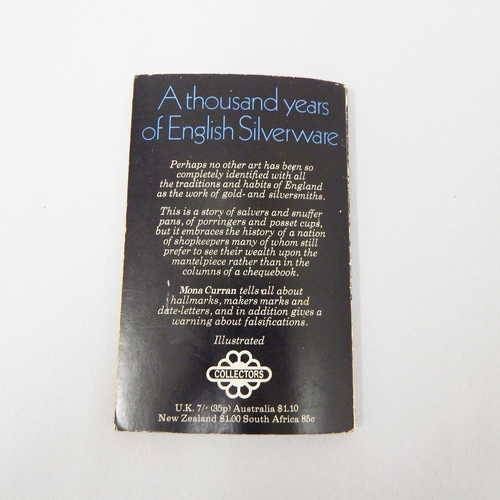 A thousand years
of English Silverware
Perhaps no other art has been so
completely identified with all
the traditions and habits of England
as the work of gold- and silversmiths.
This is a story of salvers and snuffer
pans, of porringers and posset cups,
but it embraces the history of a nation
of shopkeepers many of whom still
prefer to see their wealth upon the
mantelpiece rather than in the
columns of a chequebook.
Mona Curran tells all about
hallmarks, makers marks and
date-letters, and in addition gives a
warning about falsifications.
Illustrated
COLLECTORS
U.K. 7/- (35p) Australia $1.10
New Zealand $1.00 South Africa 85c